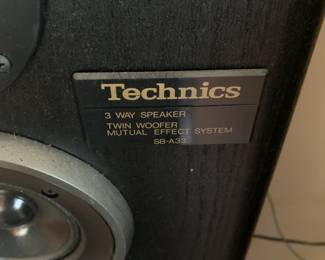 Technics
3 WAY SPEAKER
TWIN WOOFER
MUTUAL EFFECT SYSTEM
SB-A33